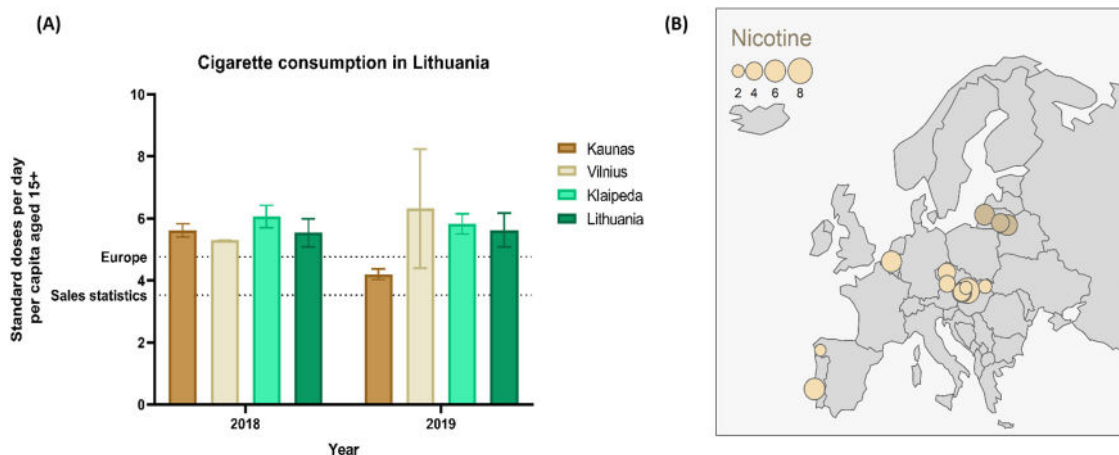 (A)
Cigarette consumption in Lithuania
Standard doses per day
per capita aged 15+
10
8
6
Europe
4
Sales statistics
2
0
2018
2019
Year
Kaunas
Vilnius
Klaipeda
Lithuania
(B)
Nicotine
2 4 6 8